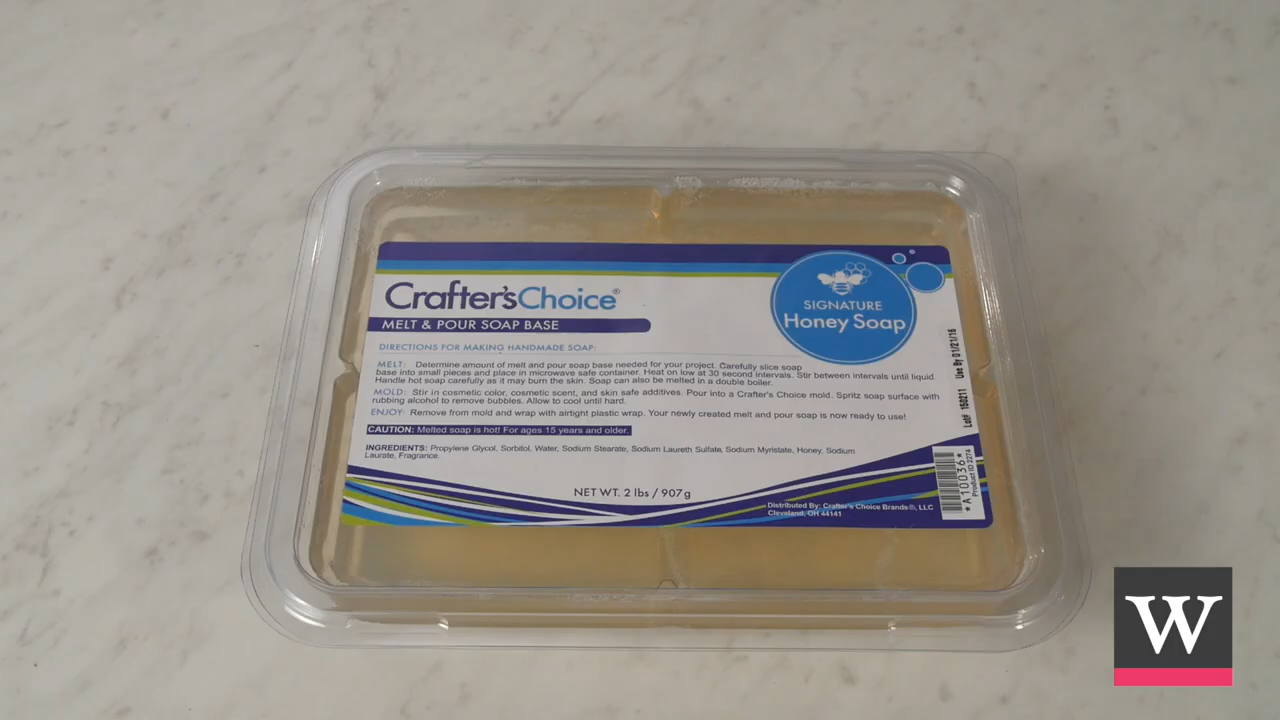 Crafter'sChoice®
MELT & POUR SOAP BASE
SIGNATURE
Honey Soap
DIRECTIONS FOR MAKING HANDMADE SOAP:
MELT: Determine amount of melt and pour soap base needed for your project. Carefully slice soap
base into small pieces and place in microwave safe container. Heat on low at 30 second intervals. Stir between intervals until liquid.
Handle hot soap carefully as it may burn the skin. Soap can also be melted in a double boiler.
MOLD: Stir in cosmetic color, cosmetic scent, and skin safe additives. Pour into a Crafter's Choice mold. Spritz soap surface with
rubbing alcohol to remove bubbles. Allow to cool until hard.
ENJOY: Remove from mold and wrap with airtight plastic wrap. Your newly created melt and pour soap is now ready to use!
CAUTION: Melted soap is hot! For ages 15 years and older.
INGREDIENTS: Propylene Glycol, Sorbitol, Water, Sodium Stearate, Sodium Laureth Sulfate, Sodium Myristate, Honey, Sodium
Laurate, Fragrance.
NET WT. 2 lbs / 907g
Distributed By: Crafter's Choice Brands®, LLC
Cleveland, OH 44141
Lot# 150211 Use By 01/21/16
*A10036*
Product ID 2274
W